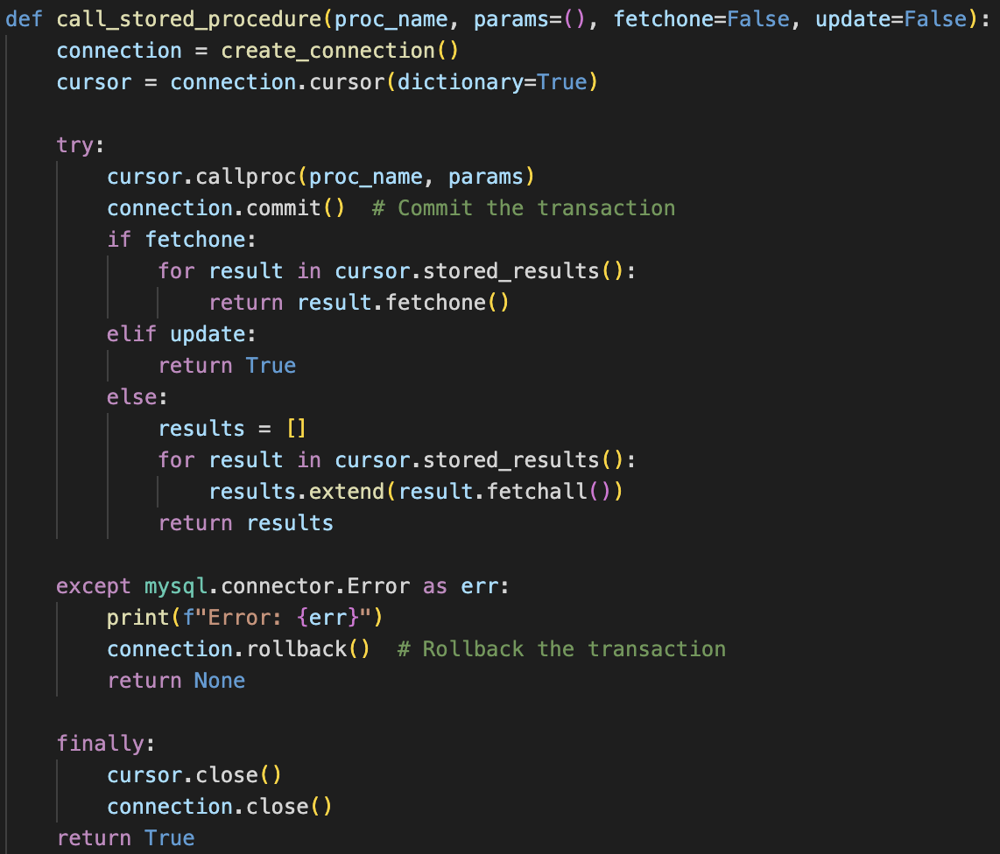 def call_stored_procedure(proc_name, params=(), fetchone=False, update=False):
    connection = create_connection()
    cursor = connection.cursor(dictionary=True)

    try:
        cursor.callproc(proc_name, params)
        connection.commit()  # Commit the transaction
        if fetchone:
            for result in cursor.stored_results():
                return result.fetchone()
        elif update:
            return True
        else:
            results = []
            for result in cursor.stored_results():
                results.extend(result.fetchall())
            return results

    except mysql.connector.Error as err:
        print(f"Error: {err}")
        connection.rollback()  # Rollback the transaction
        return None

    finally:
        cursor.close()
        connection.close()
    return True